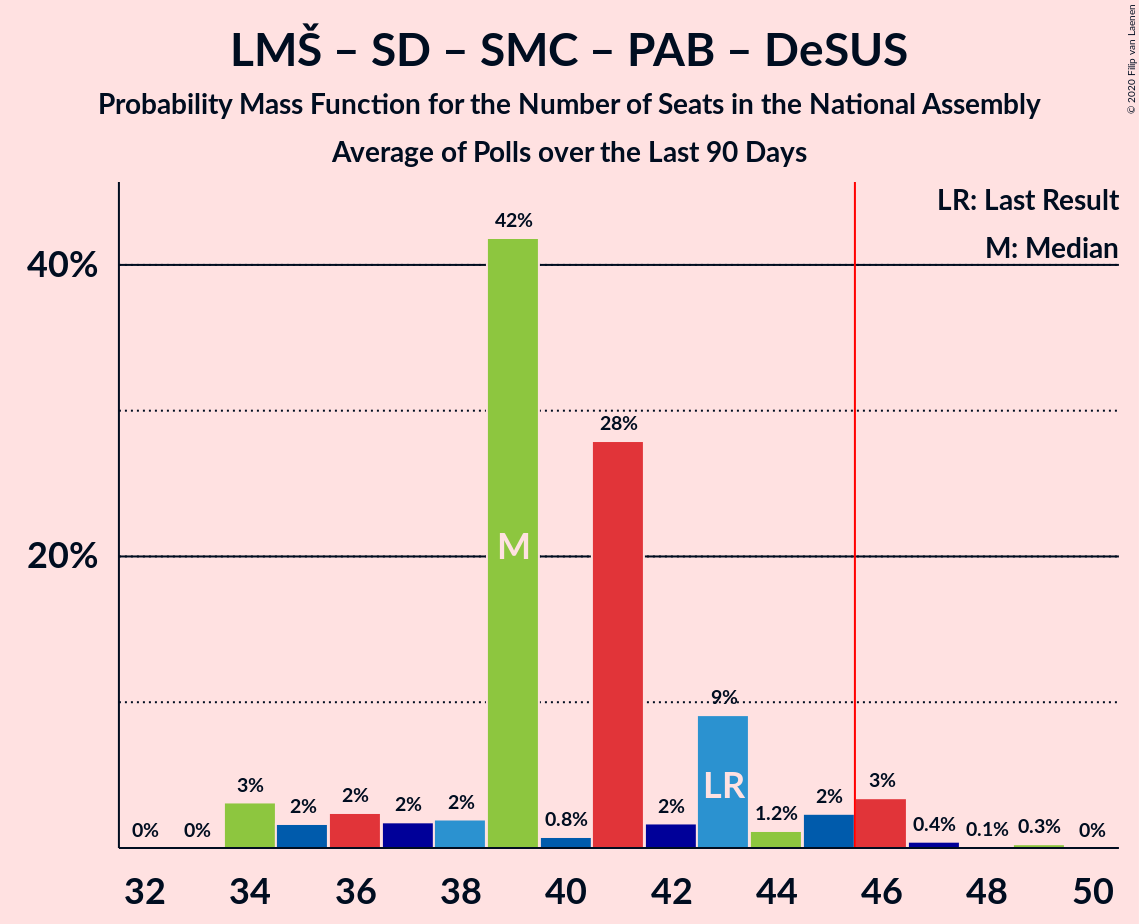 LMŠ – SD – SMC – PAB – DeSUS
Probability Mass Function for the Number of Seats in the National Assembly
Average of Polls over the Last 90 Days
© 2020 Filip van Laenen
LR: Last Result
M: Median
40%
20%
0% 0% 3% 2% 2% 2% 2% 42% 0.8% 28% 2% 9% 1.2% 2% 3% 0.4% 0.1% 0.3% 0%
M
LR
32 34 36 38 40 42 44 46 48 50